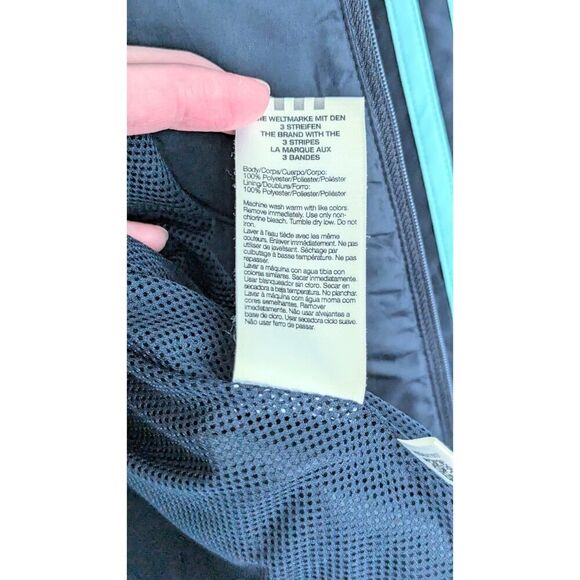 DIE WELTMARKE MIT DEN
3 STREIFEN
THE BRAND WITH THE
3 STRIPES
LA MARQUE AUX
3 BANDES
Body/Corps/Cuerpo/Corpo:
100% Polyester/Poliester/Poliéster
Lining/Doublure/Forro:
100% Polyester/Poliester/Poliéster
Machine wash warm with like colors.
Remove immediately. Use only non-
chlorine bleach. Tumble dry low. Do not
iron.
Laver à l'eau tiède avec les même
couleurs. Enlever immédiatement. Ne pas
utiliser de javelisant. Séchage par
culbutage à basse température. Ne pas
repasser.
Lavar a máquina con agua tibia con
colores similares. Sacar inmediatamente.
Usar blanqueador sin cloro. Secar en
secadora a baja temperatura. No planchar.
Lavar à máquina com água morna com
cores semelhantes. Remover
imediatamente. Não usar alvejantes a
base de cloro. Usar secadora ciclo suave.
Não usar ferro de passar.